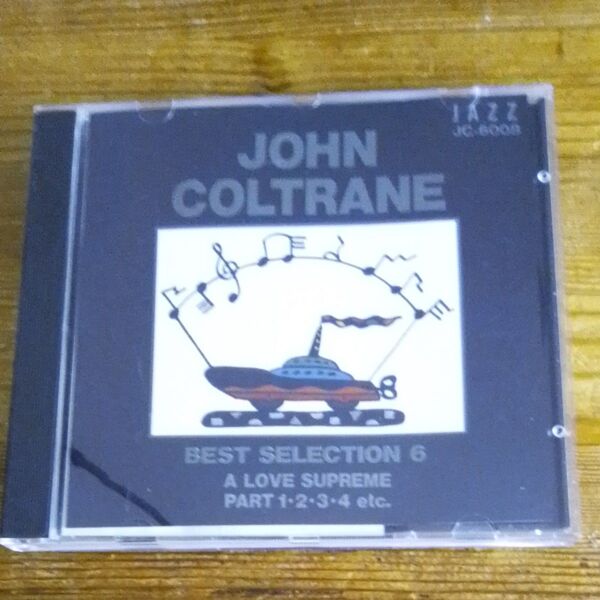 JAZZ
JC-6008
JOHN
COLTRANE
BEST SELECTION 6
A LOVE SUPREME
PART 1·2·3·4 etc.